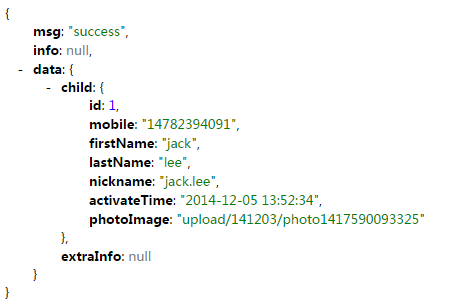 {
msg: "success",
info: null,
- data: {
- child: {
id: 1,
mobile: "14782394091",
firstName: "jack",
lastName: "lee",
nickname: "jack.lee",
activateTime: "2014-12-05 13:52:34",
photoImage: "upload/141203/photo1417590093325"
},
extraInfo: null
}
}